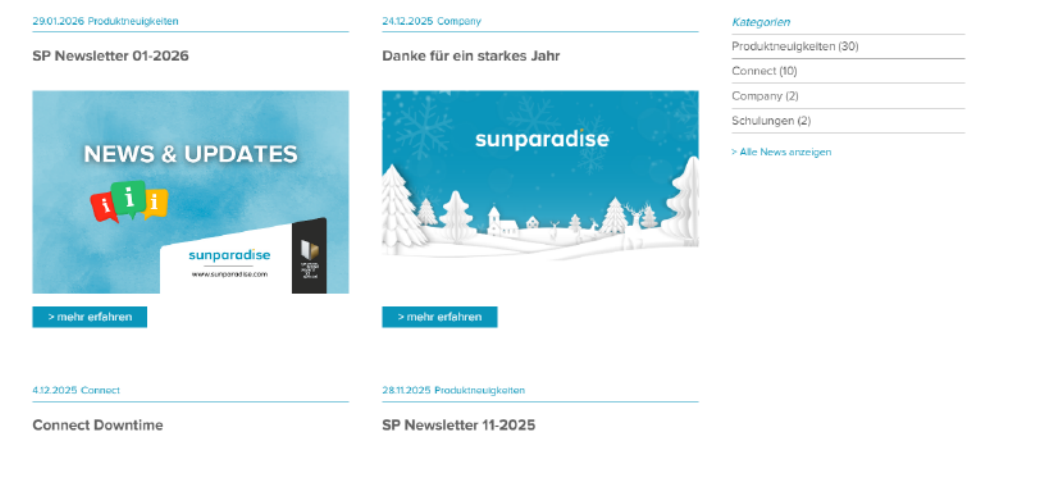 29.01.2026 Produktneuigkeiten
SP Newsletter 01-2026
NEWS & UPDATES
i i i
sunparadise
www.sunparadise.com
> mehr erfahren
24.12.2025 Company
Danke für ein starkes Jahr
sunparadise
> mehr erfahren
4.12.2025 Connect
Connect Downtime
28.11.2025 Produktneuigkeiten
SP Newsletter 11-2025
Kategorien
Produktneuigkeiten (30)
Connect (10)
Company (2)
Schulungen (2)
> Alle News anzeigen